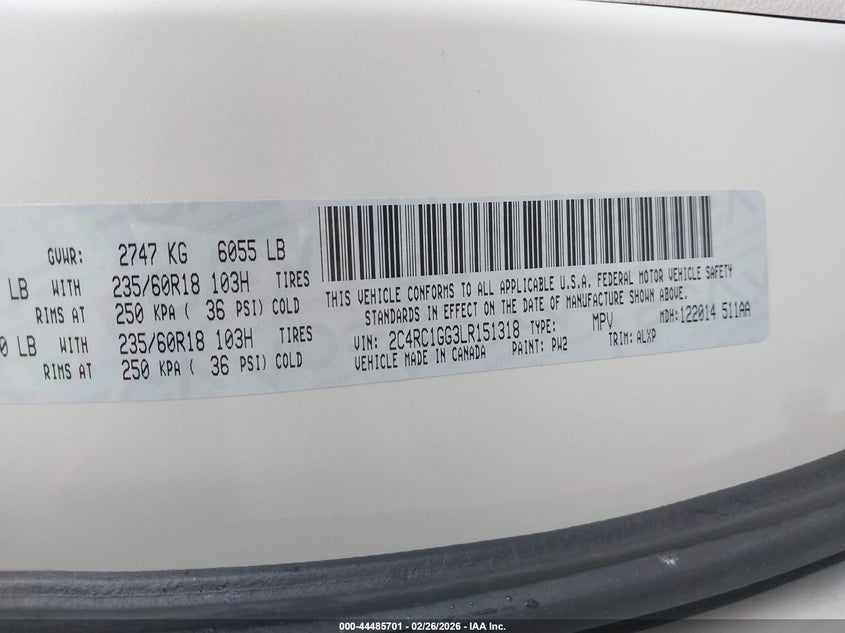 GVWR: 2747 KG 6055 LB
LB WITH 235/60R18 103H TIRES
RIMS AT 250 KPA ( 36 PSI) COLD
0 LB WITH 235/60R18 103H TIRES
RIMS AT 250 KPA ( 36 PSI) COLD
THIS VEHICLE CONFORMS TO ALL APPLICABLE U.S.A. FEDERAL MOTOR VEHICLE SAFETY
STANDARDS IN EFFECT ON THE DATE OF MANUFACTURE SHOWN ABOVE.
VIN: 2C4RC1GG3LR151318 TYPE: MPV MDH: 122014 511AA
VEHICLE MADE IN CANADA PAINT: PW2 TRIM: ALXP
000-44485701 - 02/26/2026 - IAA Inc.